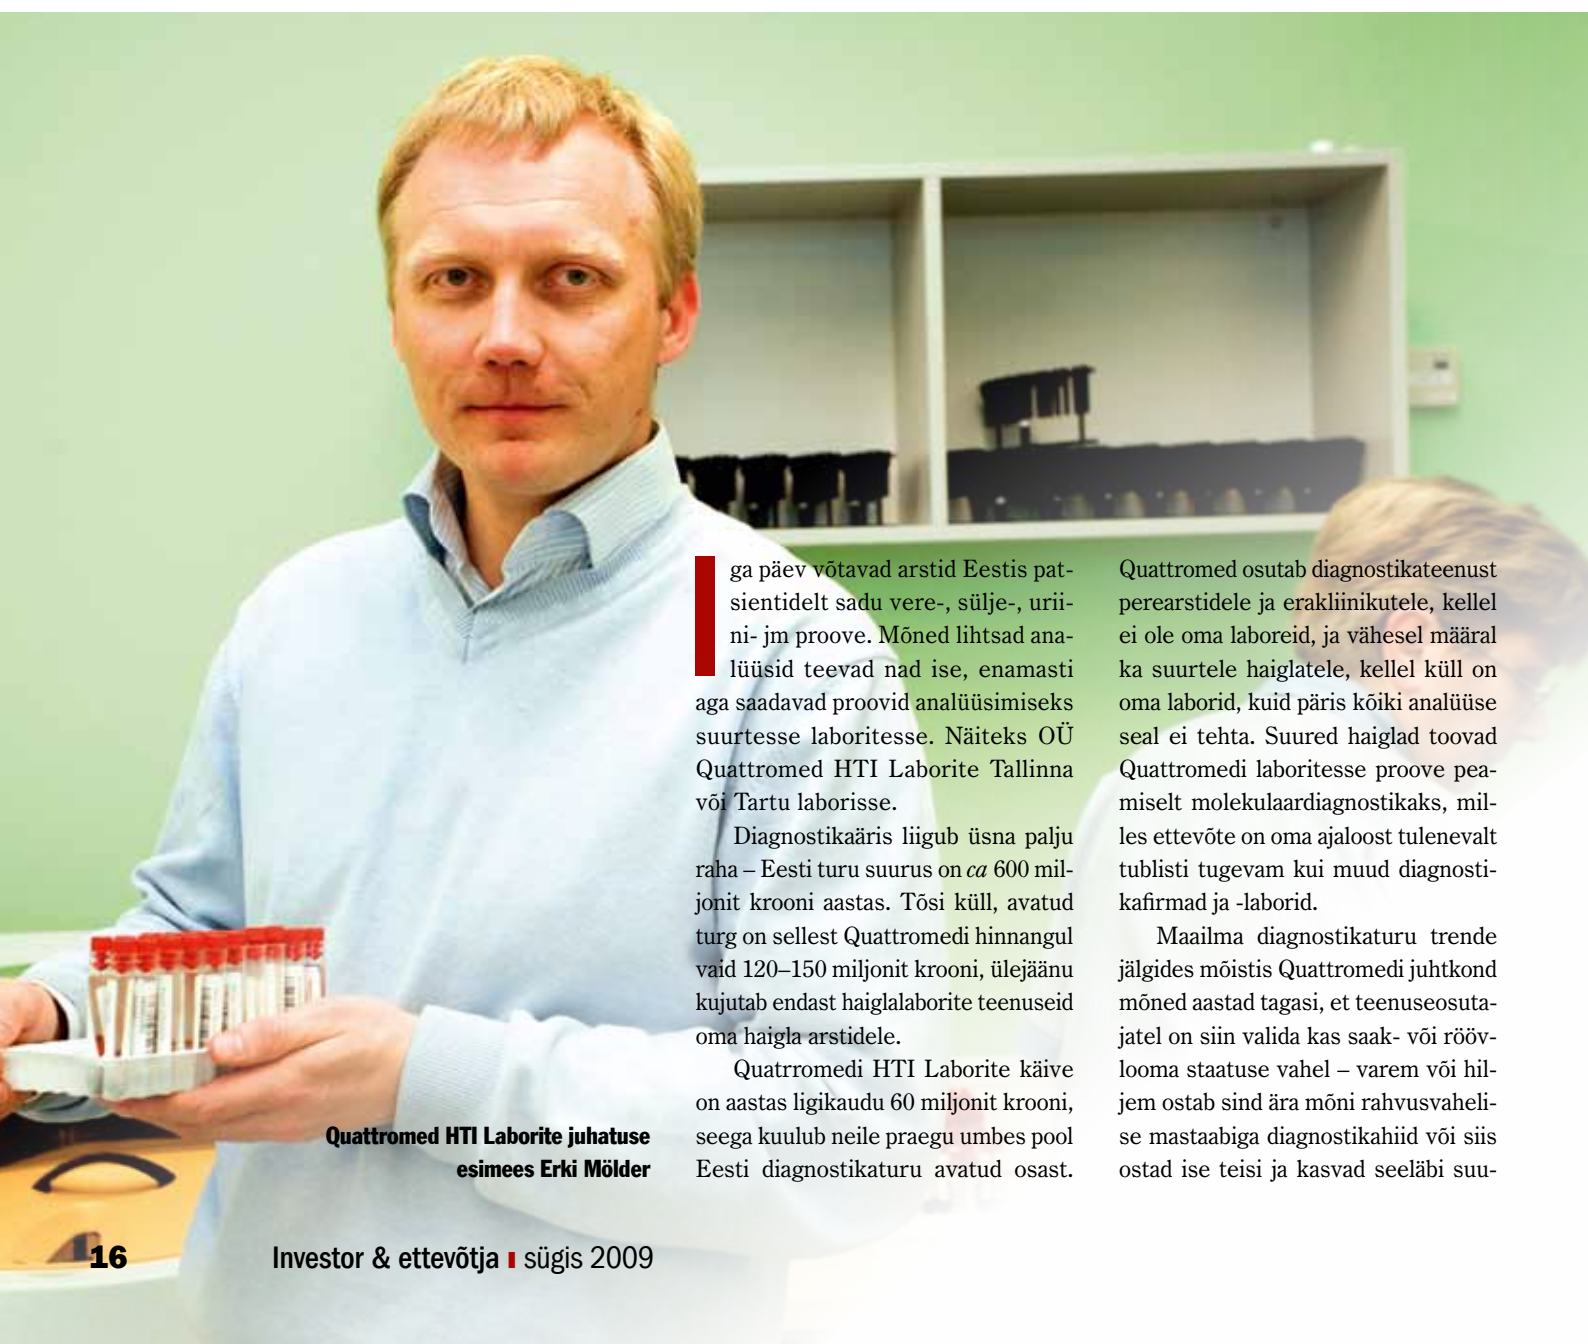 Iga päev võtavad arstid Eestis pat-
sientidelt sadu vere-, sülje-, urii-
ni- jm proove. Mõned lihtsad ana-
lüüsid teevad nad ise, enamasti
aga saadavad proovid analüüsimiseks
suurtesse laboritesse. Näiteks OÜ
Quattromed HTI Laborite Tallinna
või Tartu laborisse.
Diagnostikaäris liigub üsna palju
raha – Eesti turu suurus on ca 600 mil-
jonit krooni aastas. Tõsi küll, avatud
turg on sellest Quattromedi hinnangul
vaid 120–150 miljonit krooni, ülejäänu
kujutab endast haiglalaborite teenuseid
oma haigla arstidele.
Quatrromedi HTI Laborite käive
on aastas ligikaudu 60 miljonit krooni,
seega kuulub neile praegu umbes pool
Eesti diagnostikaturu avatud osast.
Quattromed osutab diagnostikateenust
perearstidele ja erakliinikutele, kellel
ei ole oma laboreid, ja vähesel määral
ka suurtele haiglatele, kellel küll on
oma laborid, kuid päris kõiki analüüse
seal ei tehta. Suured haiglad toovad
Quattromedi laboritesse proove pea-
miselt molekulaardiagnostikaks, mil-
les ettevõte on oma ajaloost tulenevalt
tublisti tugevam kui muud diagnosti-
kafirmad ja -laborid.
Maailma diagnostikaturu trende
jälgides mõistis Quattromedi juhtkond
mõned aastad tagasi, et teenuseosuta-
jatel on siin valida kas saak- või rööv-
looma staatuse vahel – varem või hil-
jem ostab sind ära mõni rahvusvaheli-
se mastaabiga diagnostikahiid või siis
ostad ise teisi ja kasvad seeläbi suu-
Quattromed HTI Laborite juhatuse
esimees Erki Mölder
16 Investor & ettevõtja sügis 2009